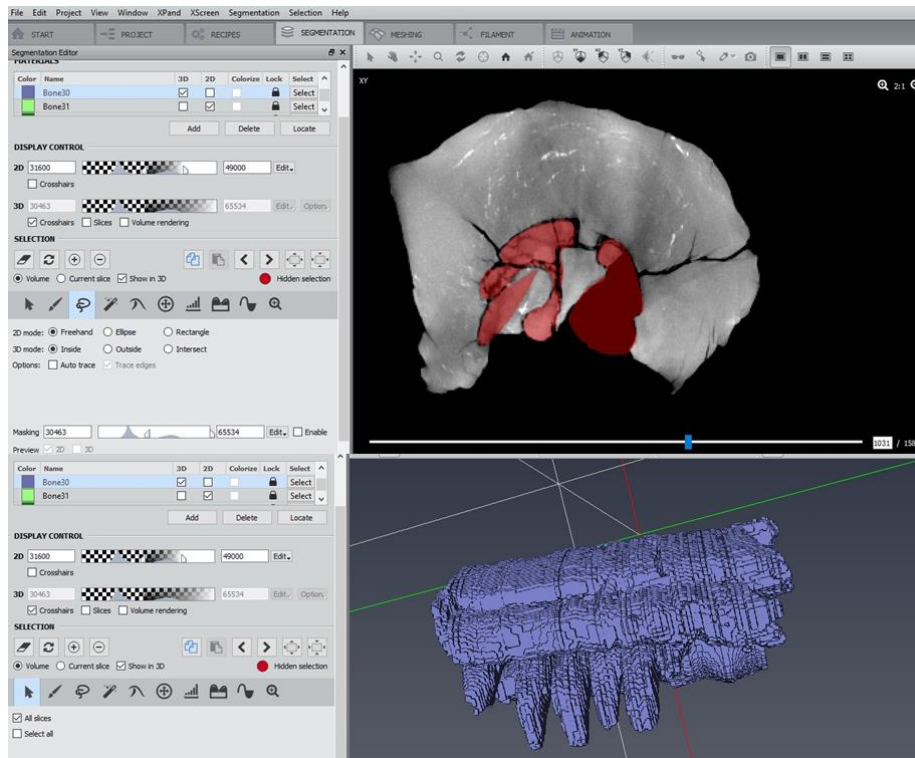 File Edit Project View Window XPand XScreen Segmentation Selection Help
START PROJECT RECIPES SEGMENTATION MESHING FILAMENT ANIMATION
Segmentation Editor
MATERIALS
Color Name 3D 2D Colorize Lock Select
Bone30 Select
Bone31 Select
Add Delete Locate
DISPLAY CONTROL
2D 31600 49000 Edit
Crosshairs
3D 30463 65534 Edit Option
Crosshairs Slices Volume rendering
SELECTION
Volume Current slice Show in 3D Hidden selection
2D mode: Freehand Ellipse Rectangle
3D mode: Inside Outside Intersect
Options: Auto trace Trace edges
Masking 30463 65534 Edit Enable
Preview 2D 3D
XY
2:1
1031 / 158
Color Name 3D 2D Colorize Lock Select
Bone30 Select
Bone31 Select
Add Delete Locate
DISPLAY CONTROL
2D 31600 49000 Edit
Crosshairs
3D 30463 65534 Edit Option
Crosshairs Slices Volume rendering
SELECTION
Volume Current slice Show in 3D Hidden selection
All slices
Select all